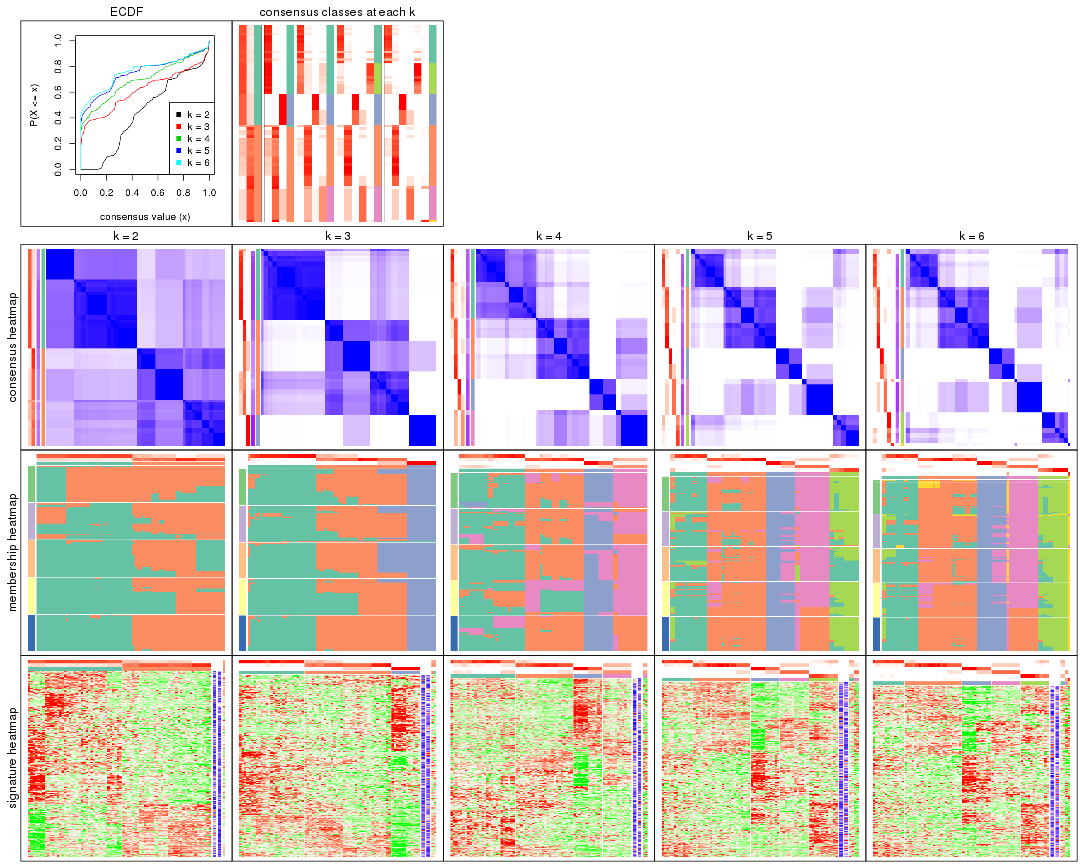 ECDF
consensus classes at each k
P(X <= x)
0.0 0.2 0.4 0.6 0.8 1.0
k = 2
k = 3
k = 4
k = 5
k = 6
0.0 0.2 0.4 0.6 0.8 1.0
consensus value (x)
k = 2
k = 3
k = 4
k = 5
k = 6
consensus heatmap
membership heatmap
signature heatmap